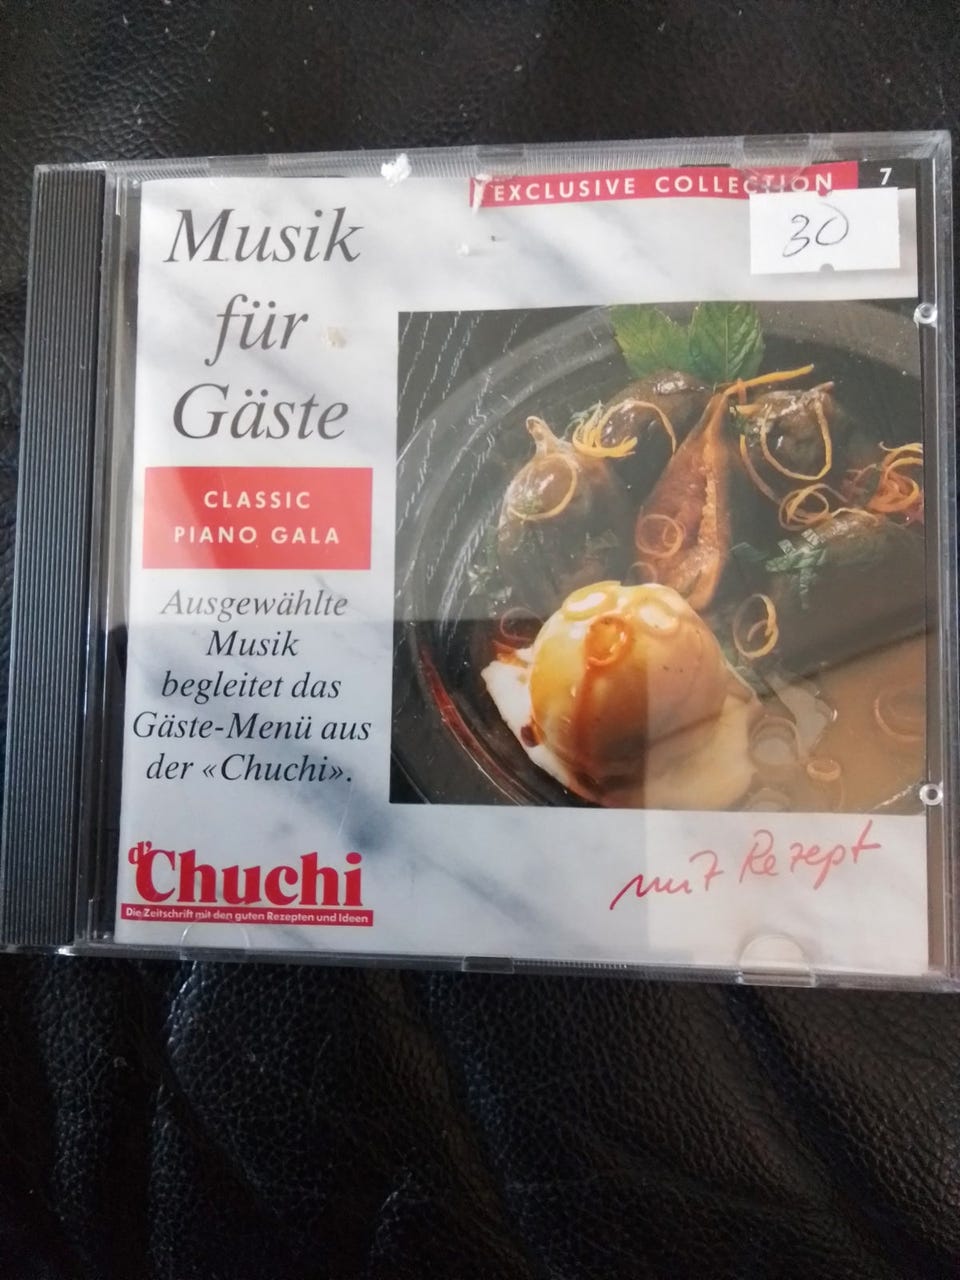 EXCLUSIVE COLLECTION 7
30
Musik
für
Gäste
CLASSIC
PIANO GALA
Ausgewählte
Musik
begleitet das
Gäste-Menü aus
der «Chuchi».
d'Chuchi
Die Zeitschrift mit den guten Rezepten und Ideen
mit Rezept